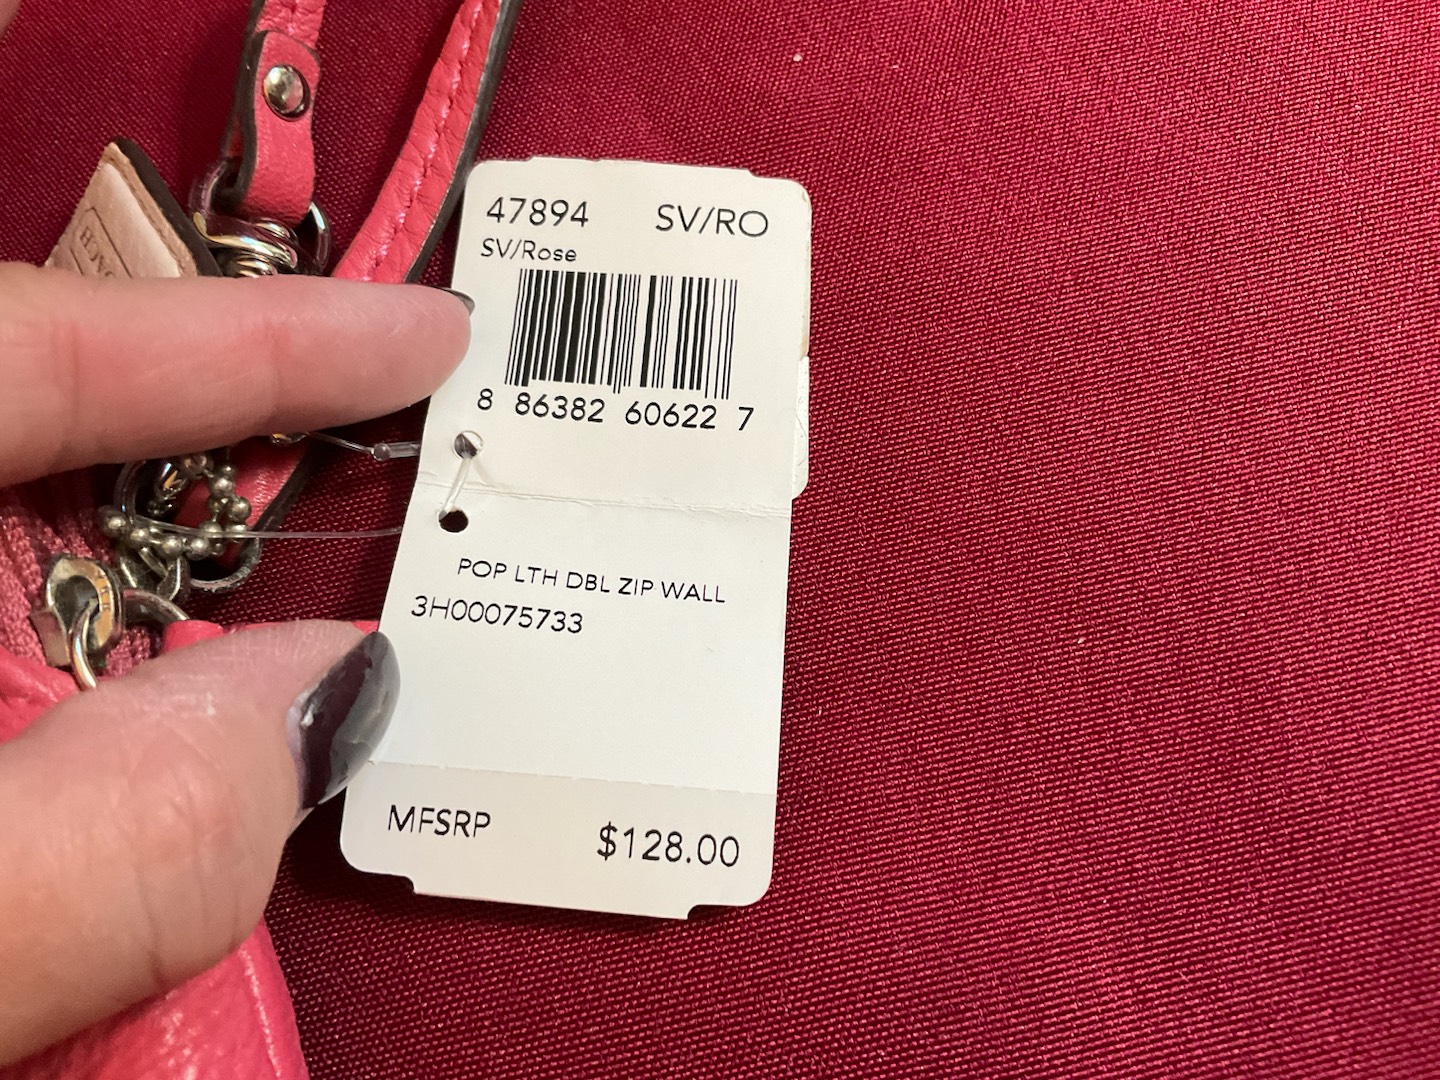 47894 SV/RO
SV/Rose
8 86382 60622 7
POP LTH DBL ZIP WALL
3H00075733
MFSRP $128.00